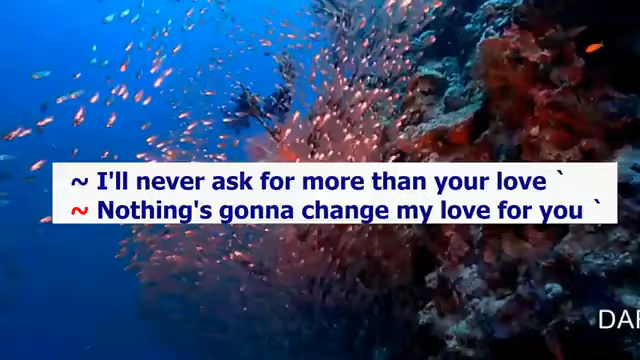 ~ I'll never ask for more than your love `
~ Nothing's gonna change my love for you `